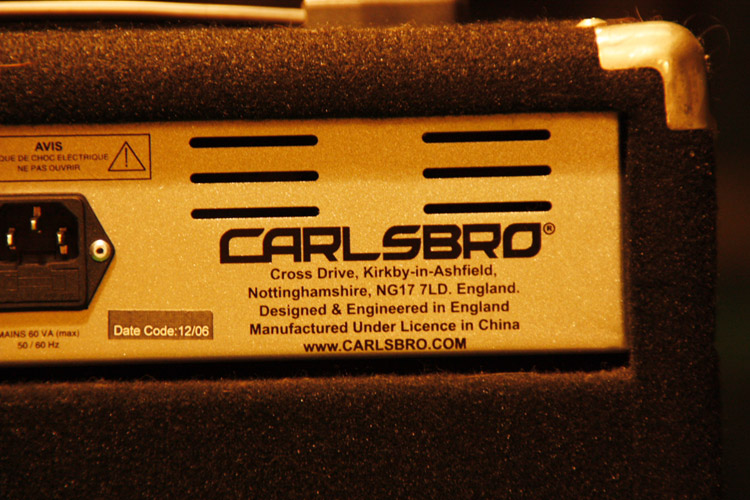 AVIS
QUE DE CHOC ELECTRIQUE
NE PAS OUVRIR
CARLSBRO®
Cross Drive, Kirkby-in-Ashfield,
Nottinghamshire, NG17 7LD. England.
Designed & Engineered in England
Manufactured Under Licence in China
www.CARLSBRO.COM
Date Code:12/06
MAINS 60 VA (max)
50 / 60 Hz